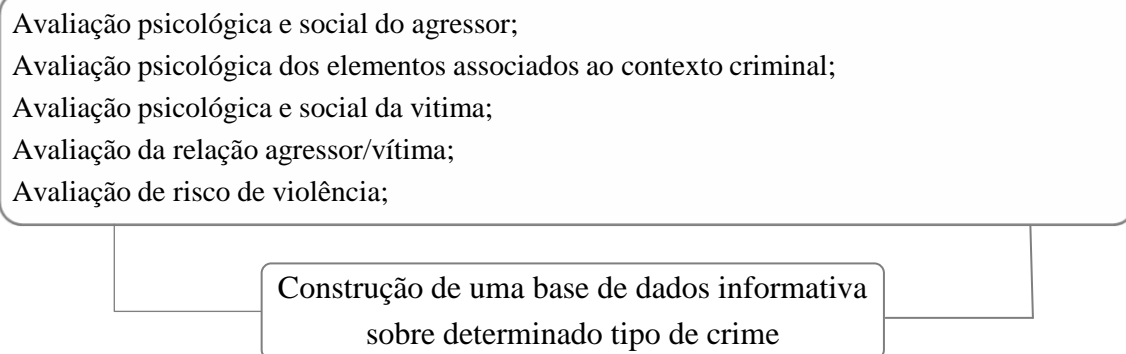 Avaliação psicológica e social do agressor;
Avaliação psicológica dos elementos associados ao contexto criminal;
Avaliação psicológica e social da vitima;
Avaliação da relação agressor/vítima;
Avaliação de risco de violência;
Construção de uma base de dados informativa
sobre determinado tipo de crime